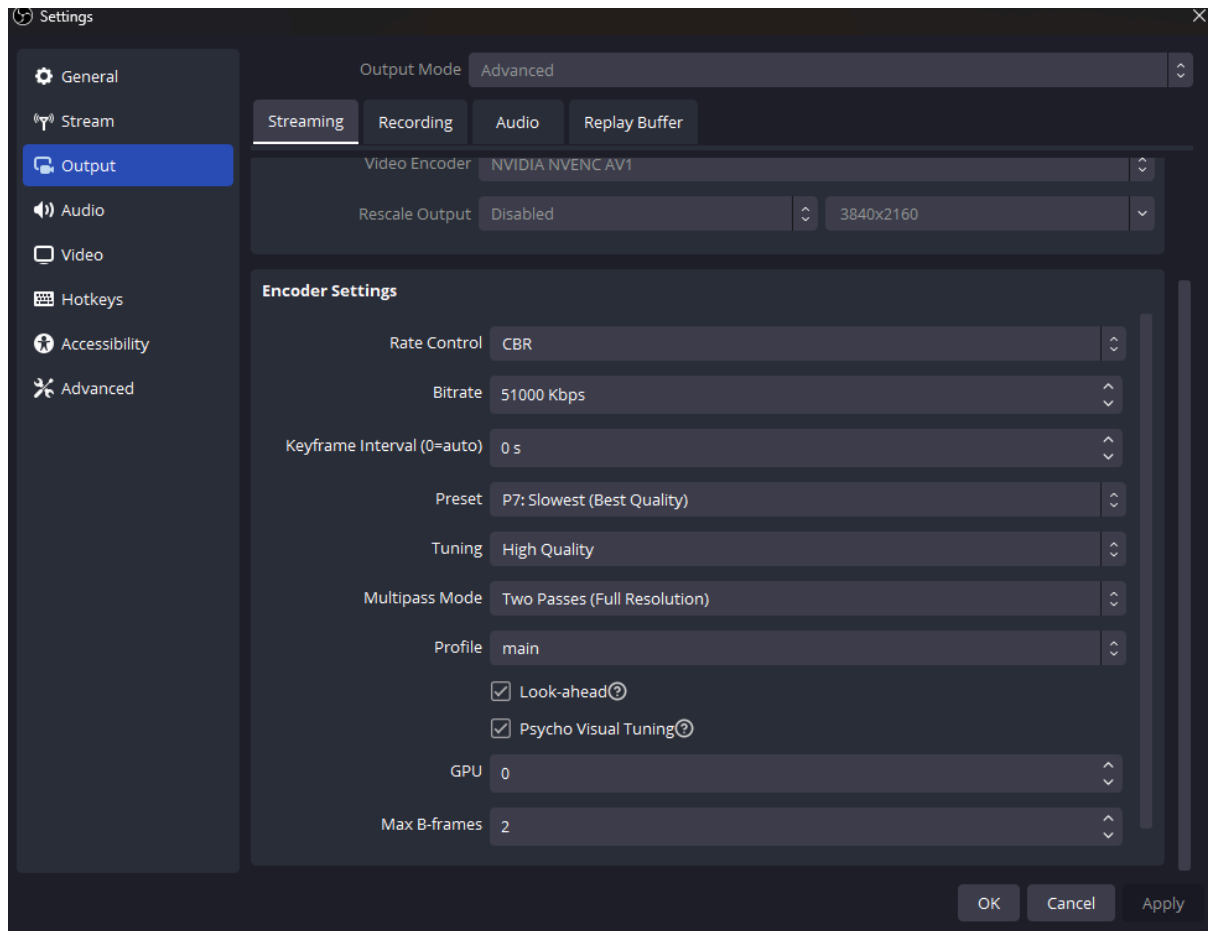 Settings
General
Stream
Output
Audio
Video
Hotkeys
Accessibility
Advanced
Output Mode Advanced
Streaming Recording Audio Replay Buffer
Video Encoder NVIDIA NVENC AV1
Rescale Output Disabled 3840x2160
Encoder Settings
Rate Control CBR
Bitrate 51000 Kbps
Keyframe Interval (0=auto) 0 s
Preset P7: Slowest (Best Quality)
Tuning High Quality
Multipass Mode Two Passes (Full Resolution)
Profile main
Look-ahead
Psycho Visual Tuning
GPU 0
Max B-frames 2
OK Cancel Apply